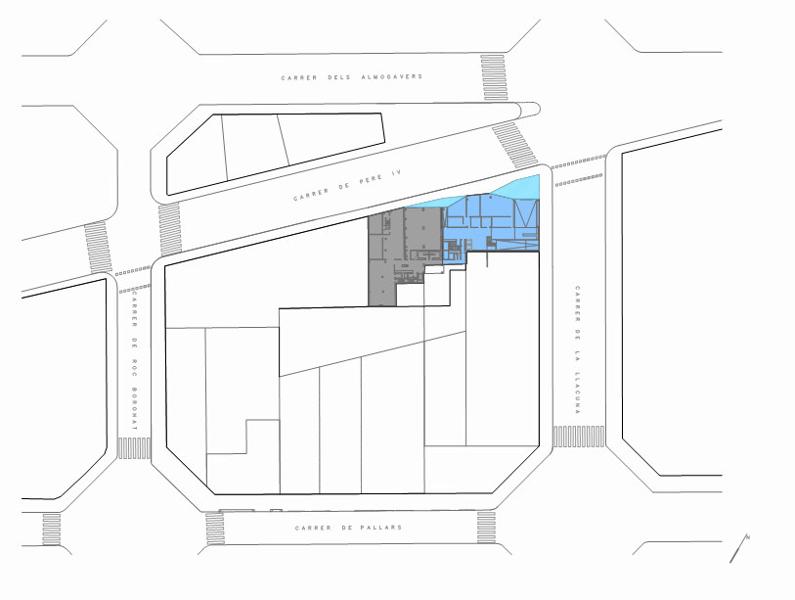 CARRER DELS ALMOGAVERS
CARRER DE PERE IV
CARRER DE ROC BORONAT
CARRER DE LA LLACUNA
CARRER DE PALLARS
N